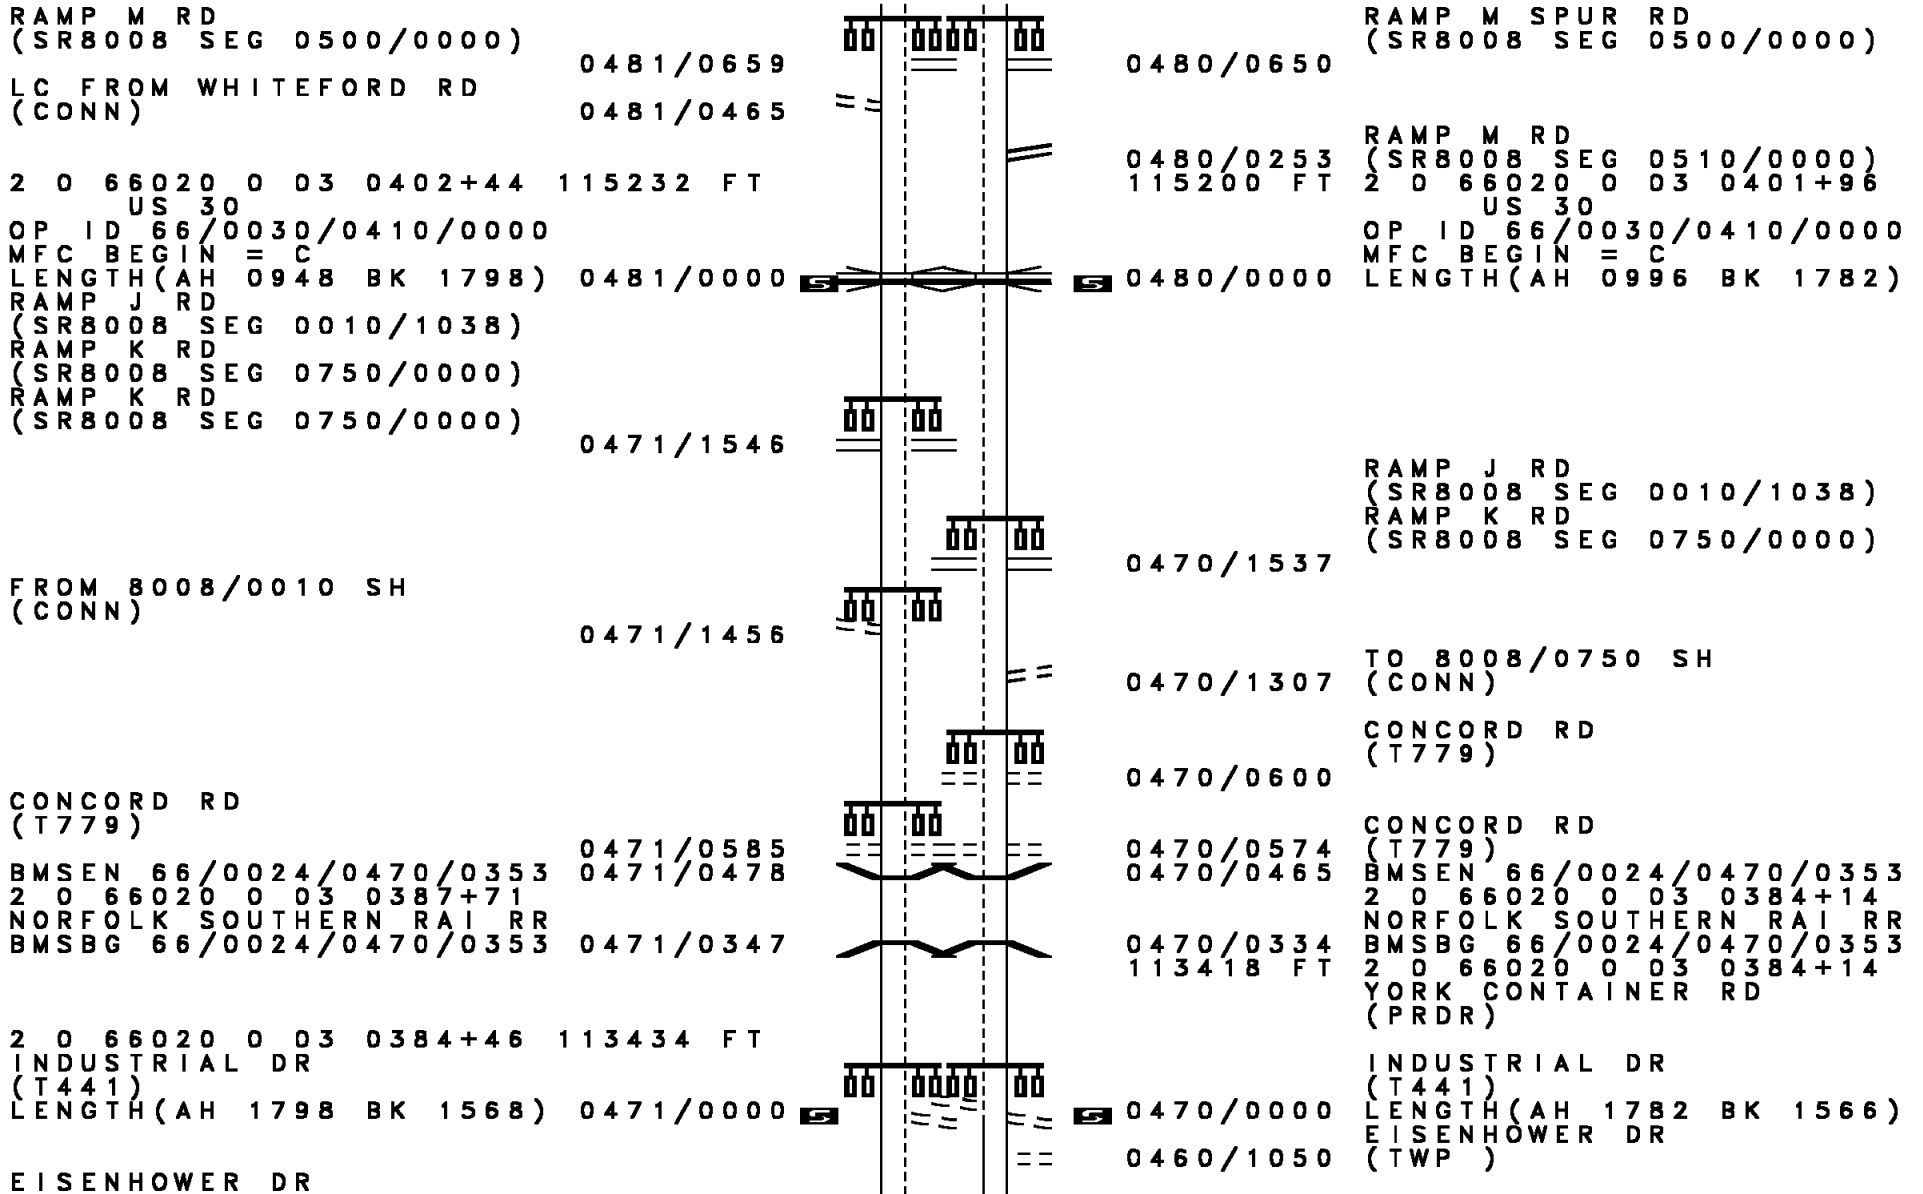 RAMP M RD
(SR8008 SEG 0500/0000)
0481/0659
LC FROM WHITEFORD RD
(CONN)
0481/0465
2 0 66020 0 03 0402+44 115232 FT
US 30
OP ID 66/0030/0410/0000
MFC BEGIN = C
LENGTH(AH 0948 BK 1798) 0481/0000 S
RAMP J RD
(SR8008 SEG 0010/1038)
RAMP K RD
(SR8008 SEG 0750/0000)
RAMP K RD
(SR8008 SEG 0750/0000)
0471/1546
FROM 8008/0010 SH
(CONN)
0471/1456
CONCORD RD
(T779)
0471/0585
BMSEN 66/0024/0470/0353 0471/0478
2 0 66020 0 03 0387+71
NORFOLK SOUTHERN RAI RR
BMSBG 66/0024/0470/0353 0471/0347
2 0 66020 0 03 0384+46 113434 FT
INDUSTRIAL DR
(T441)
LENGTH(AH 1798 BK 1568) 0471/0000 S
EISENHOWER DR
RAMP M SPUR RD
(SR8008 SEG 0500/0000)
0480/0650
RAMP M RD
0480/0253 (SR8008 SEG 0510/0000)
115200 FT 2 0 66020 0 03 0401+96
US 30
OP ID 66/0030/0410/0000
MFC BEGIN = C
S 0480/0000 LENGTH(AH 0996 BK 1782)
RAMP J RD
(SR8008 SEG 0010/1038)
RAMP K RD
(SR8008 SEG 0750/0000)
0470/1537
TO 8008/0750 SH
0470/1307 (CONN)
CONCORD RD
(T779)
0470/0600
CONCORD RD
0470/0574 (T779)
0470/0465 BMSEN 66/0024/0470/0353
2 0 66020 0 03 0384+14
NORFOLK SOUTHERN RAI RR
0470/0334 BMSBG 66/0024/0470/0353
113418 FT 2 0 66020 0 03 0384+14
YORK CONTAINER RD
(PRDR)
INDUSTRIAL DR
(T441)
S 0470/0000 LENGTH(AH 1782 BK 1566)
EISENHOWER DR
0460/1050 (TWP )